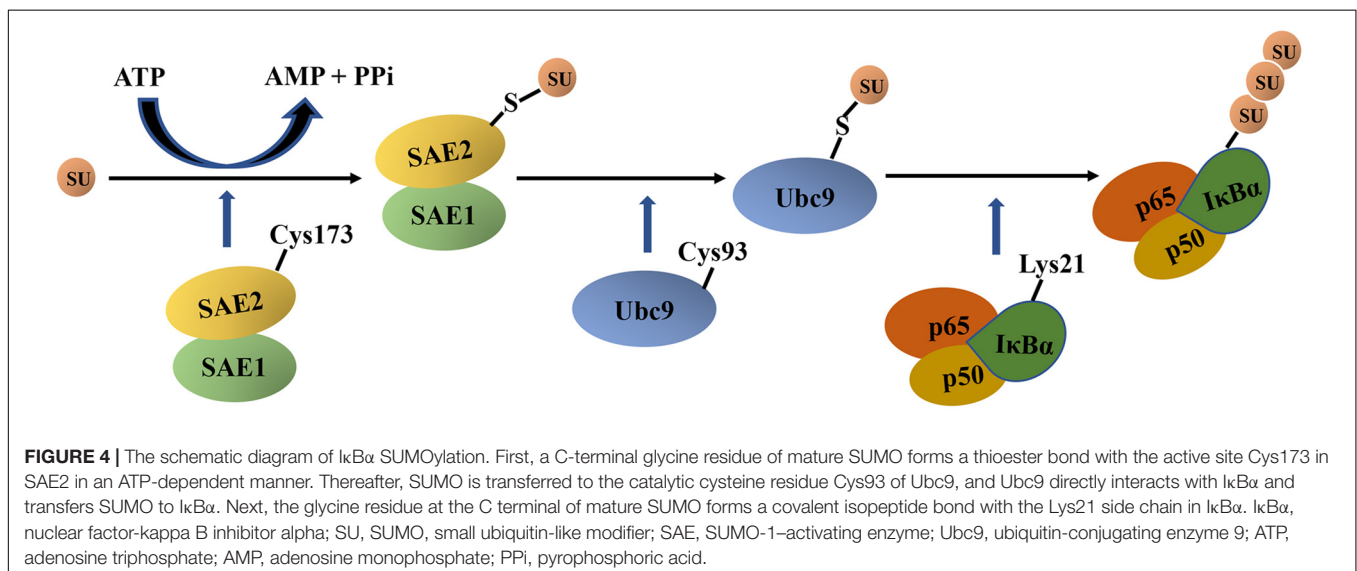 ATP
AMP + PPi
SU
SAE2
SAE1
S
SU
Cys173
SAE2
SAE1
Ubc9
S
SU
Cys93
Ubc9
p65
p50
IκBα
SU
SU
SU
Lys21
p65
p50
IκBα
FIGURE 4 | The schematic diagram of IκBα SUMOylation. First, a C-terminal glycine residue of mature SUMO forms a thioester bond with the active site Cys173 in
SAE2 in an ATP-dependent manner. Thereafter, SUMO is transferred to the catalytic cysteine residue Cys93 of Ubc9, and Ubc9 directly interacts with IκBα and
transfers SUMO to IκBα. Next, the glycine residue at the C terminal of mature SUMO forms a covalent isopeptide bond with the Lys21 side chain in IκBα. IκBα,
nuclear factor-kappa B inhibitor alpha; SU, SUMO, small ubiquitin-like modifier; SAE, SUMO-1–activating enzyme; Ubc9, ubiquitin-conjugating enzyme 9; ATP,
adenosine triphosphate; AMP, adenosine monophosphate; PPi, pyrophosphoric acid.